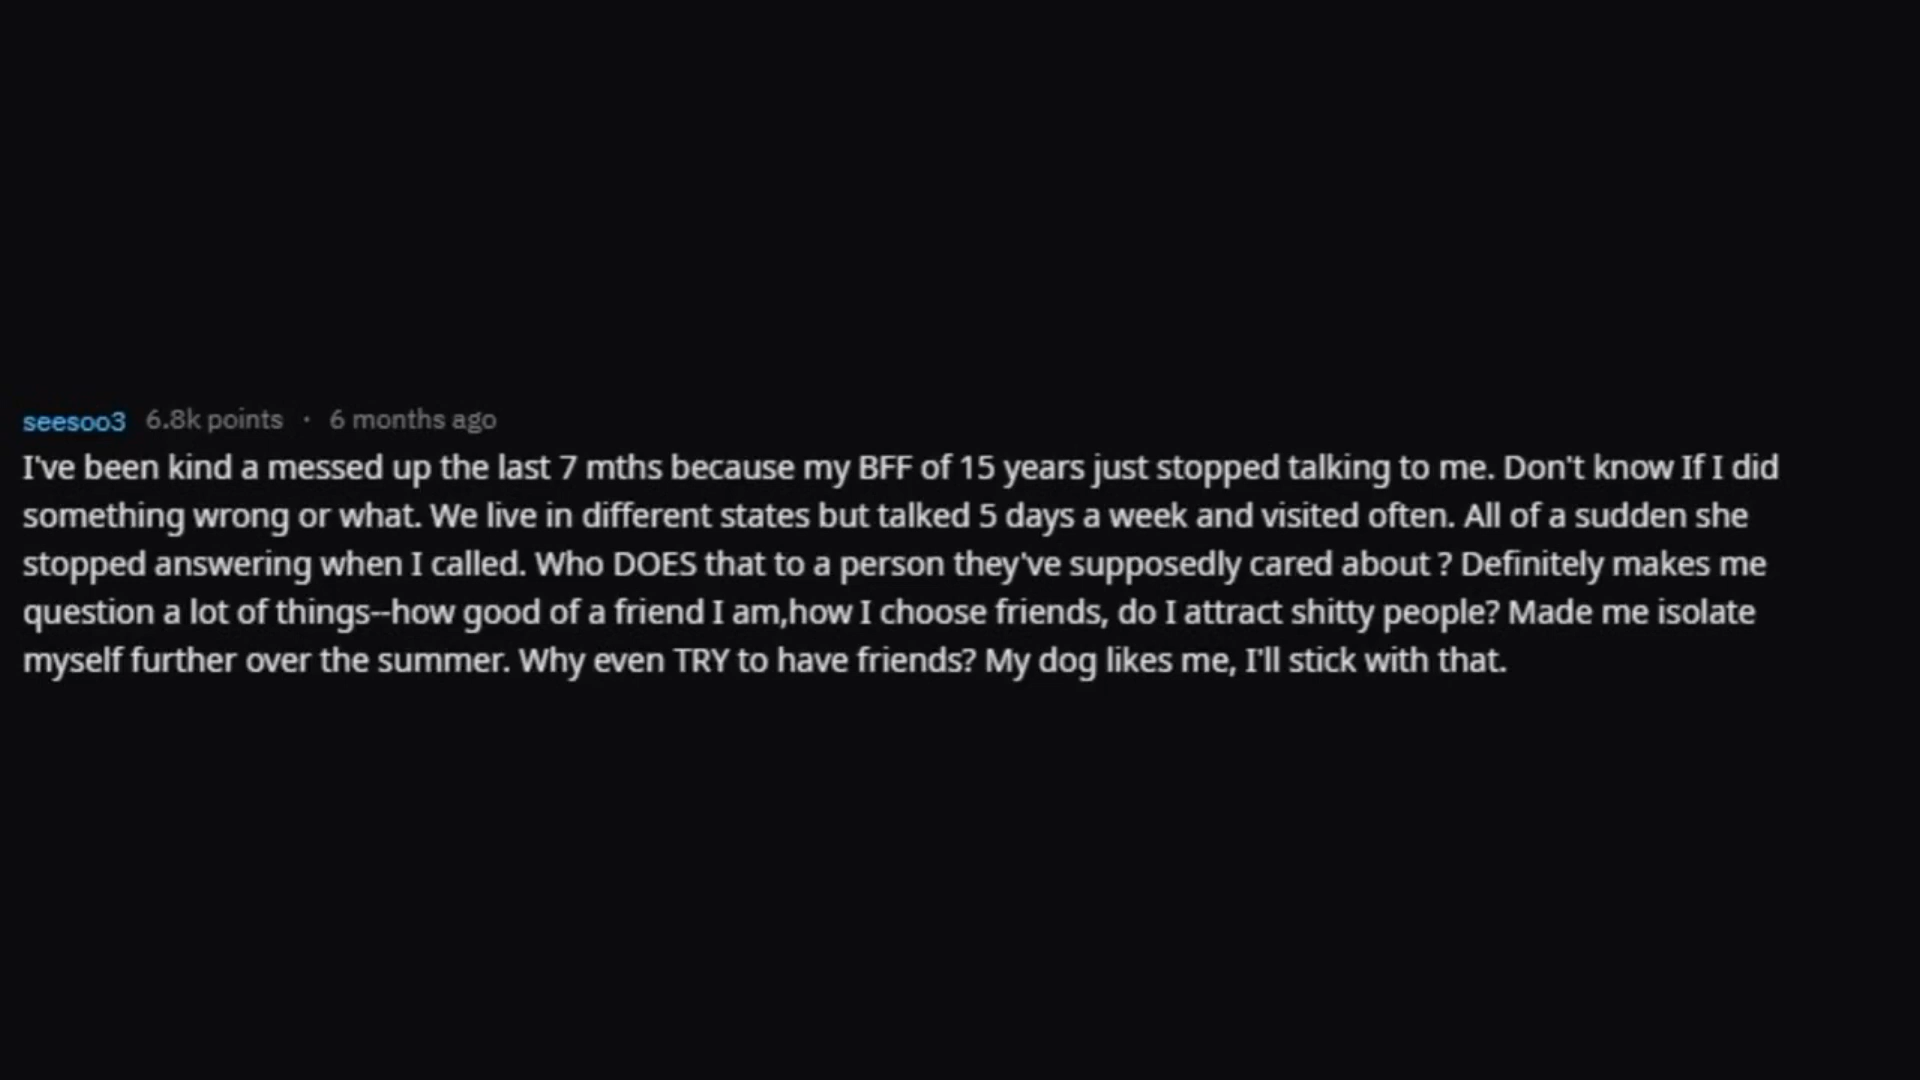 seesoo3 6.8k points · 6 months ago
I've been kind a messed up the last 7 mths because my BFF of 15 years just stopped talking to me. Don't know If I did
something wrong or what. We live in different states but talked 5 days a week and visited often. All of a sudden she
stopped answering when I called. Who DOES that to a person they've supposedly cared about ? Definitely makes me
question a lot of things--how good of a friend I am,how I choose friends, do I attract shitty people? Made me isolate
myself further over the summer. Why even TRY to have friends? My dog likes me, I'll stick with that.